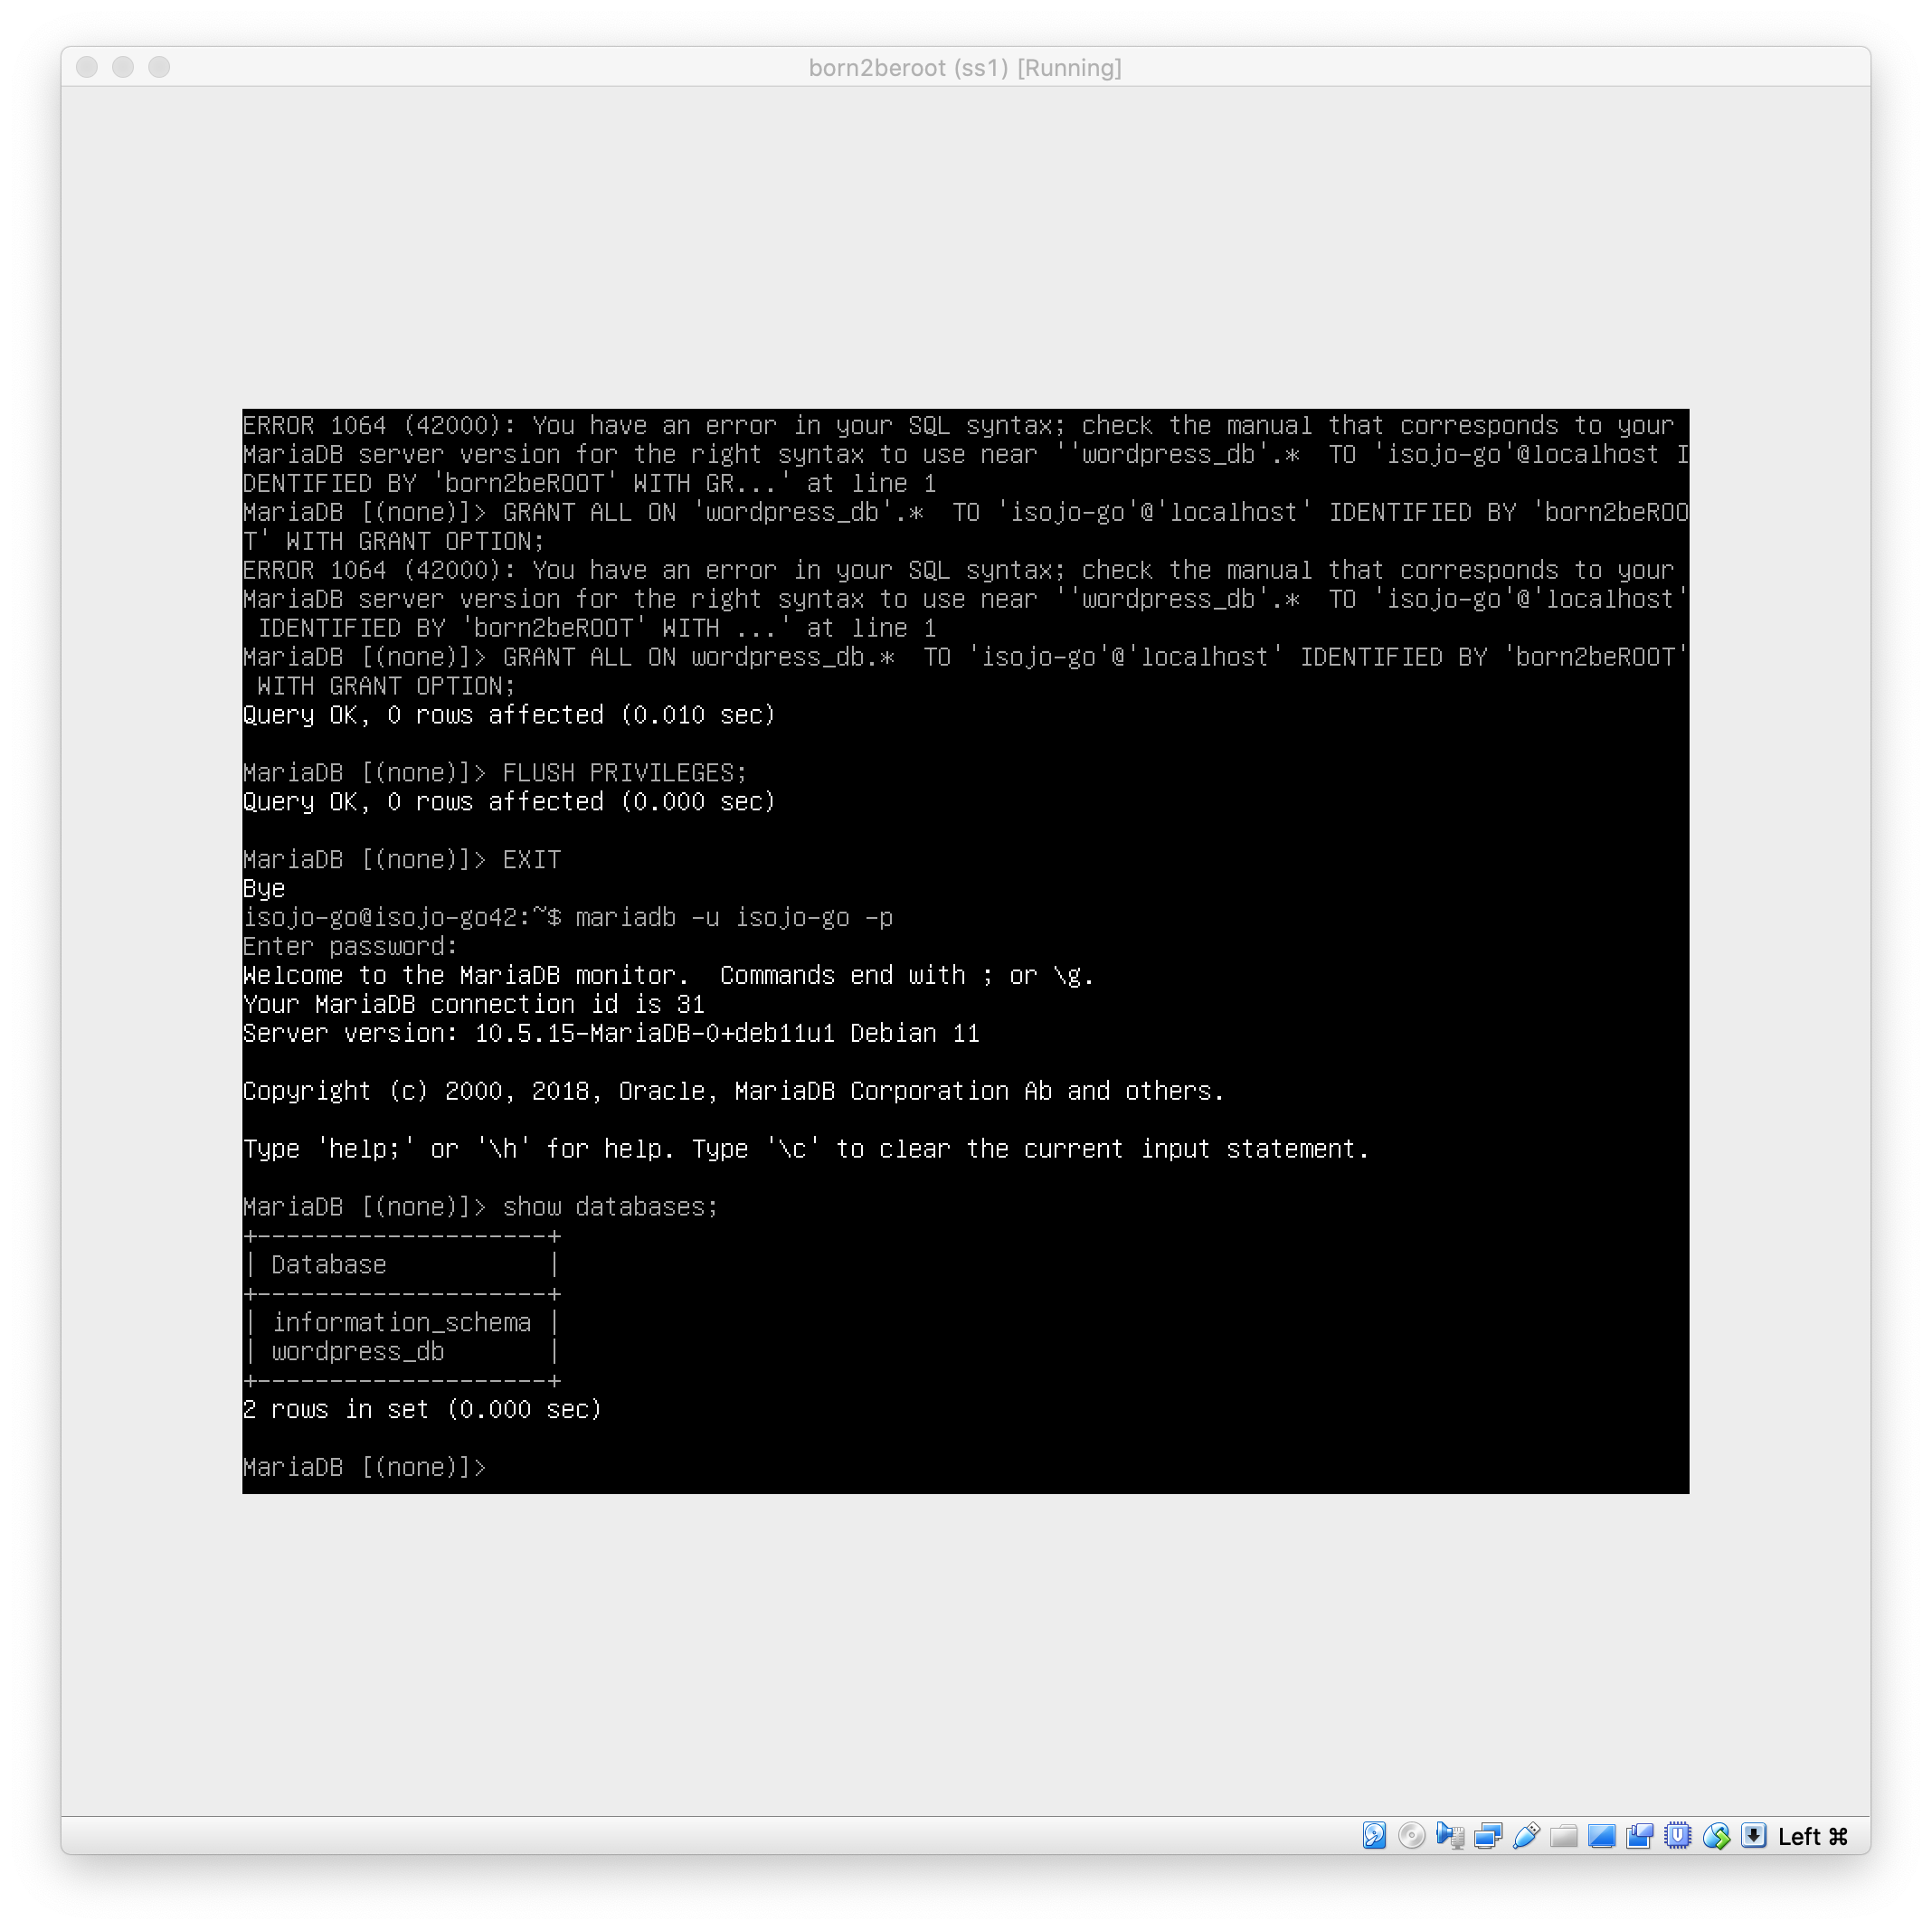 born2beroot (ss1) [Running]
ERROR 1064 (42000): You have an error in your SQL syntax; check the manual that corresponds to your
MariaDB server version for the right syntax to use near ''wordpress_db'.*  TO 'isojo-go'@localhost I
DENTIFIED BY 'born2beROOT' WITH GR...' at line 1
MariaDB [(none)]> GRANT ALL ON 'wordpress_db'.*  TO 'isojo-go'@'localhost' IDENTIFIED BY 'born2beROO
T' WITH GRANT OPTION;
ERROR 1064 (42000): You have an error in your SQL syntax; check the manual that corresponds to your
MariaDB server version for the right syntax to use near ''wordpress_db'.*  TO 'isojo-go'@'localhost'
 IDENTIFIED BY 'born2beROOT' WITH ...' at line 1
MariaDB [(none)]> GRANT ALL ON wordpress_db.*  TO 'isojo-go'@'localhost' IDENTIFIED BY 'born2beROOT'
 WITH GRANT OPTION;
Query OK, 0 rows affected (0.010 sec)
MariaDB [(none)]> FLUSH PRIVILEGES;
Query OK, 0 rows affected (0.000 sec)
MariaDB [(none)]> EXIT
Bye
isojo-go@isojo-go42:~$ mariadb -u isojo-go -p
Enter password:
Welcome to the MariaDB monitor.  Commands end with ; or \g.
Your MariaDB connection id is 31
Server version: 10.5.15-MariaDB-0+deb11u1 Debian 11
Copyright (c) 2000, 2018, Oracle, MariaDB Corporation Ab and others.
Type 'help;' or '\h' for help. Type '\c' to clear the current input statement.
MariaDB [(none)]> show databases;
+--------------------+
| Database           |
+--------------------+
| information_schema |
| wordpress_db       |
+--------------------+
2 rows in set (0.000 sec)
MariaDB [(none)]>
Left ⌘